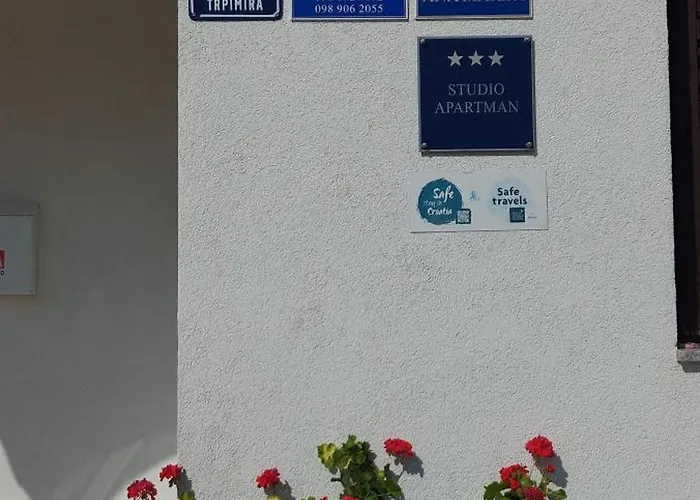 TRPIMIRA
098 906 2055
STUDIO
APARTMAN
Safe
stay in
Croatia
&
Safe
travels